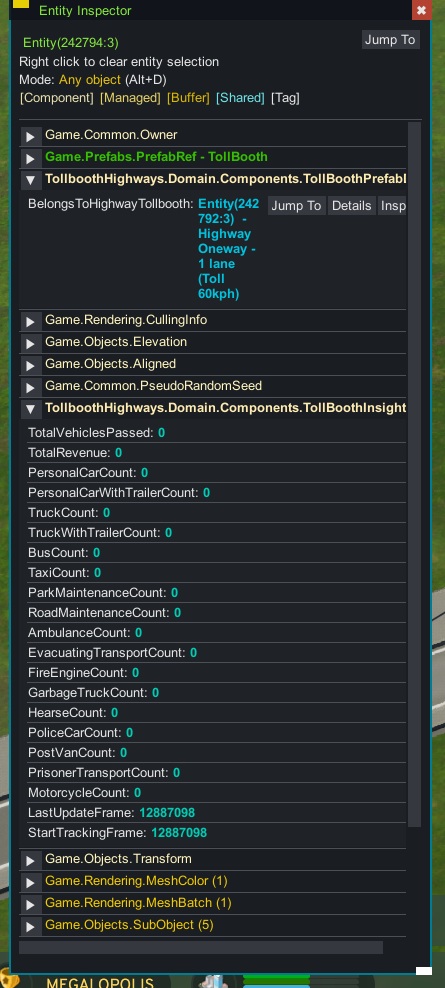 Entity Inspector
Entity(242794:3)
Jump To
Right click to clear entity selection
Mode: Any object (Alt+D)
[Component] [Managed] [Buffer] [Shared] [Tag]
Game.Common.Owner
Game.Prefabs.PrefabRef - TollBooth
TollboothHighways.Domain.Components.TollBoothPrefabl
BelongsToHighwayTollbooth: Entity(242 Jump To Details Insp
792:3) -
Highway
Oneway -
1 lane
(Toll
60kph)
Game.Rendering.CullingInfo
Game.Objects.Elevation
Game.Objects.Aligned
Game.Common.PseudoRandomSeed
TollboothHighways.Domain.Components.TollBoothInsight
TotalVehiclesPassed: 0
TotalRevenue: 0
PersonalCarCount: 0
PersonalCarWithTrailerCount: 0
TruckCount: 0
TruckWithTrailerCount: 0
BusCount: 0
TaxiCount: 0
ParkMaintenanceCount: 0
RoadMaintenanceCount: 0
AmbulanceCount: 0
EvacuatingTransportCount: 0
FireEngineCount: 0
GarbageTruckCount: 0
HearseCount: 0
PoliceCarCount: 0
PostVanCount: 0
PrisonerTransportCount: 0
MotorcycleCount: 0
LastUpdateFrame: 12887098
StartTrackingFrame: 12887098
Game.Objects.Transform
Game.Rendering.MeshColor (1)
Game.Rendering.MeshBatch (1)
Game.Objects.SubObject (5)
MEGALOPOLIS